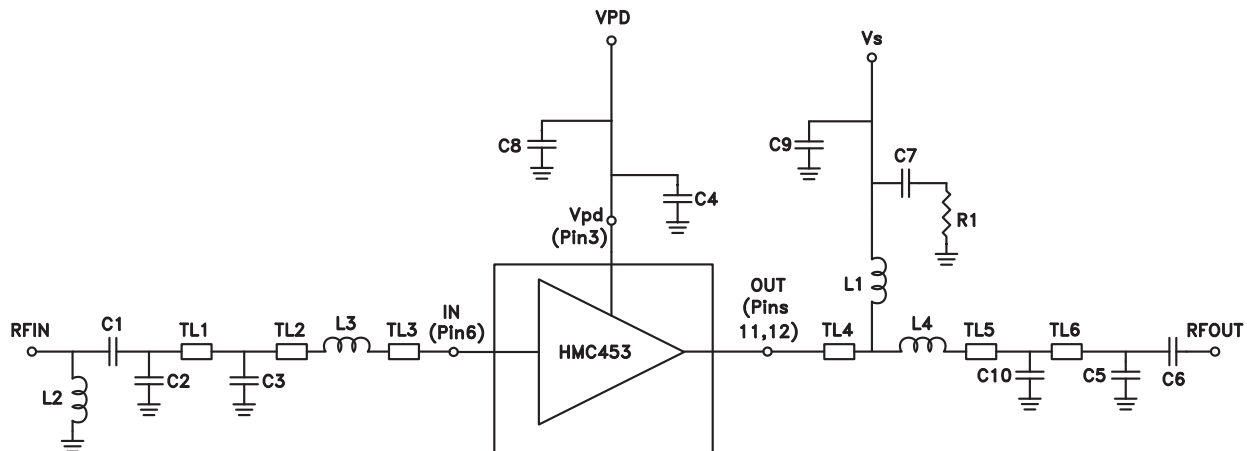 VPD
Vs
C8
C9
C7
C4
R1
Vpd
(Pin3)
L1
OUT
(Pins
11,12)
IN
(Pin6)
RFIN
C1
TL1
TL2
L3
TL3
HMC453
TL4
L4
TL5
TL6
RFOUT
L2
C2
C3
C10
C5
C6